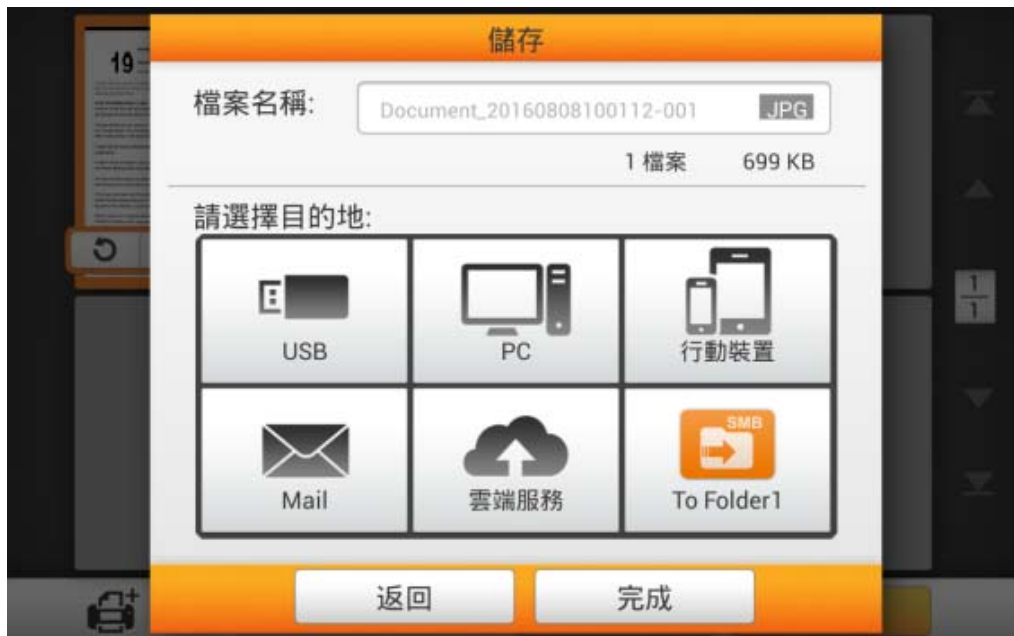 儲存
19
檔案名稱:
Document_20160808100112-001 JPG
1 檔案 699 KB
請選擇目的地:
USB PC 行動裝置
SMB
Mail 雲端服務 To Folder1
1
1
返回 完成